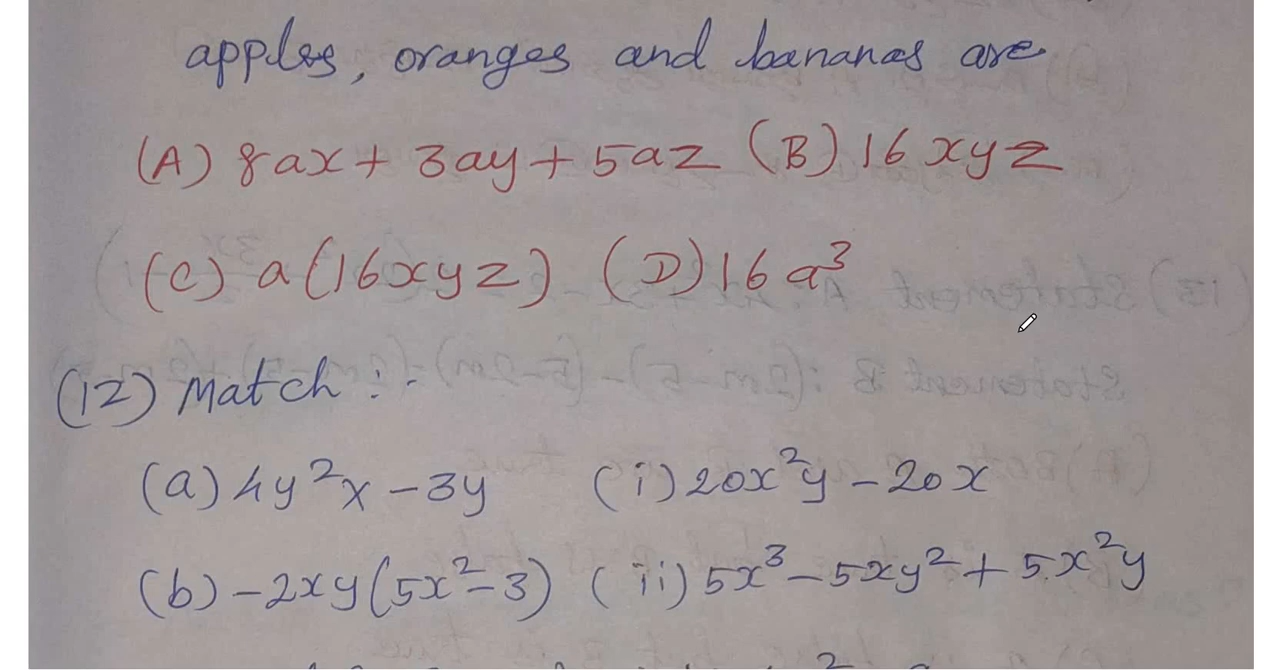 apples, oranges and bananas are
(A) 8ax + 3ay + 5az (B) 16xyz
(C) a(16xyz) (D) 16a³
(12) Match :-
(a) 4y²x - 3y (i) 20x²y - 20x
(b) -2xy(5x² - 3) (ii) 5x³ - 5xy² + 5x²y